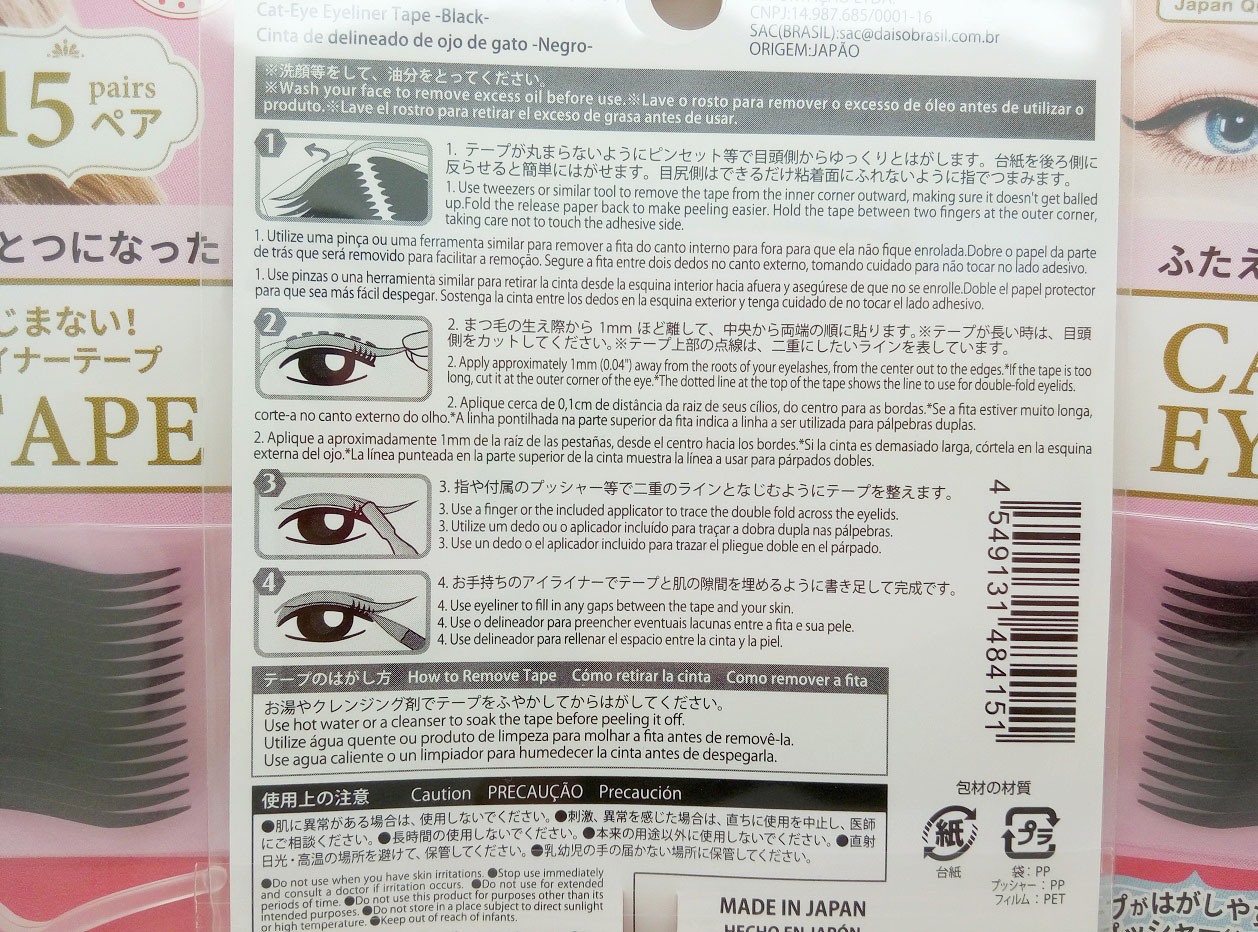 Cat-Eye Eyeliner Tape -Black-
Cinta de delineado de ojo de gato -Negro-
CNPJ:14.987.685/0001-16
SAC(BRASIL):sac@daisobrasil.com.br
ORIGEM:JAPÃO
※洗顔等をして、油分をとってください。
※Wash your face to remove excess oil before use.※Lave o rosto para remover o excesso de óleo antes de utilizar o
produto.※Lave el rostro para retirar el exceso de grasa antes de usar.
1
1. テープが丸まらないようにピンセット等で目頭側からゆっくりとはがします。台紙を後ろ側に
反らせると簡単にはがせます。目尻側はできるだけ粘着面にふれないように指でつまみます。
1. Use tweezers or similar tool to remove the tape from the inner corner outward, making sure it doesn't get balled
up.Fold the release paper back to make peeling easier. Hold the tape between two fingers at the outer corner,
taking care not to touch the adhesive side.
1. Utilize uma pinça ou uma ferramenta similar para remover a fita do canto interno para fora para que ela não fique enrolada.Dobre o papel da parte
de trás que será removido para facilitar a remoção. Segure a fita entre dois dedos no canto externo, tomando cuidado para não tocar no lado adesivo.
1. Use pinzas o una herramienta similar para retirar la cinta desde la esquina interior hacia afuera y asegúrese de que no se enrolle.Doble el papel protector
para que sea más fácil despegar. Sostenga la cinta entre los dedos en la esquina exterior y tenga cuidado de no tocar el lado adhesivo.
2
2. まつ毛の生え際から 1mm ほど離して、中央から両端の順に貼ります。※テープが長い時は、目頭
側をカットしてください。※テープ上部の点線は、二重にしたいラインを表しています。
2. Apply approximately 1mm (0.04") away from the roots of your eyelashes, from the center out to the edges.*If the tape is too
long, cut it at the outer corner of the eye.*The dotted line at the top of the tape shows the line to use for double-fold eyelids.
2. Aplique cerca de 0,1cm de distância da raiz de seus cílios, do centro para as bordas.*Se a fita estiver muito longa,
corte-a no canto externo do olho.*A linha pontilhada na parte superior da fita indica a linha a ser utilizada para pálpebras duplas.
2. Aplique a aproximadamente 1mm de la raíz de las pestañas, desde el centro hacia los bordes.*Si la cinta es demasiado larga, córtela en la esquina
externa del ojo.*La línea punteada en la parte superior de la cinta muestra la línea a usar para párpados dobles.
3
3. 指や付属のプッシャー等で二重のラインとなじむようにテープを整えます。
3. Use a finger or the included applicator to trace the double fold across the eyelids.
3. Utilize um dedo ou o aplicador incluído para traçar a dobra dupla nas pálpebras.
3. Use un dedo o el aplicador incluido para trazar el pliegue doble en el párpado.
4
4. お手持ちのアイライナーでテープと肌の隙間を埋めるように書き足して完成です。
4. Use eyeliner to fill in any gaps between the tape and your skin.
4. Use o delineador para preencher eventuais lacunas entre a fita e sua pele.
4. Use delineador para rellenar el espacio entre la cinta y la piel.
4 549131 484151
テープのはがし方 How to Remove Tape Cómo retirar la cinta Como remover a fita
お湯やクレンジング剤でテープをふやかしてからはがしてください。
Use hot water or a cleanser to soak the tape before peeling it off.
Utilize água quente ou produto de limpeza para molhar a fita antes de removê-la.
Use agua caliente o un limpiador para humedecer la cinta antes de despegarla.
使用上の注意 Caution PRECAUÇÃO Precaución
●肌に異常がある場合は、使用しないでください。●刺激、異常を感じた場合は、直ちに使用を中止し、医師
にご相談ください。●長時間の使用しないでください。●本来の用途以外に使用しないでください。●直射
日光・高温の場所を避けて、保管してください。●乳幼児の手の届かない場所に保管してください。
●Do not use when you have skin irritations. ●Stop use immediately
and consult a doctor if irritation occurs. ●Do not use for extended
periods of time. ●Do not use this product for purposes other than its
intended purposes. ●Do not store in a place subject to direct sunlight
or high temperature. ●Keep out of reach of infants.
MADE IN JAPAN
HECHO EN JAPÓN
包材の材質
紙
プラ
台紙
袋：PP
プッシャー：PP
フィルム：PET
15 pairs
ペア
とつになった
じまない!
イナーテープ
TAPE
Japan Qu
ふたえ
CA
EY
プがはがしや